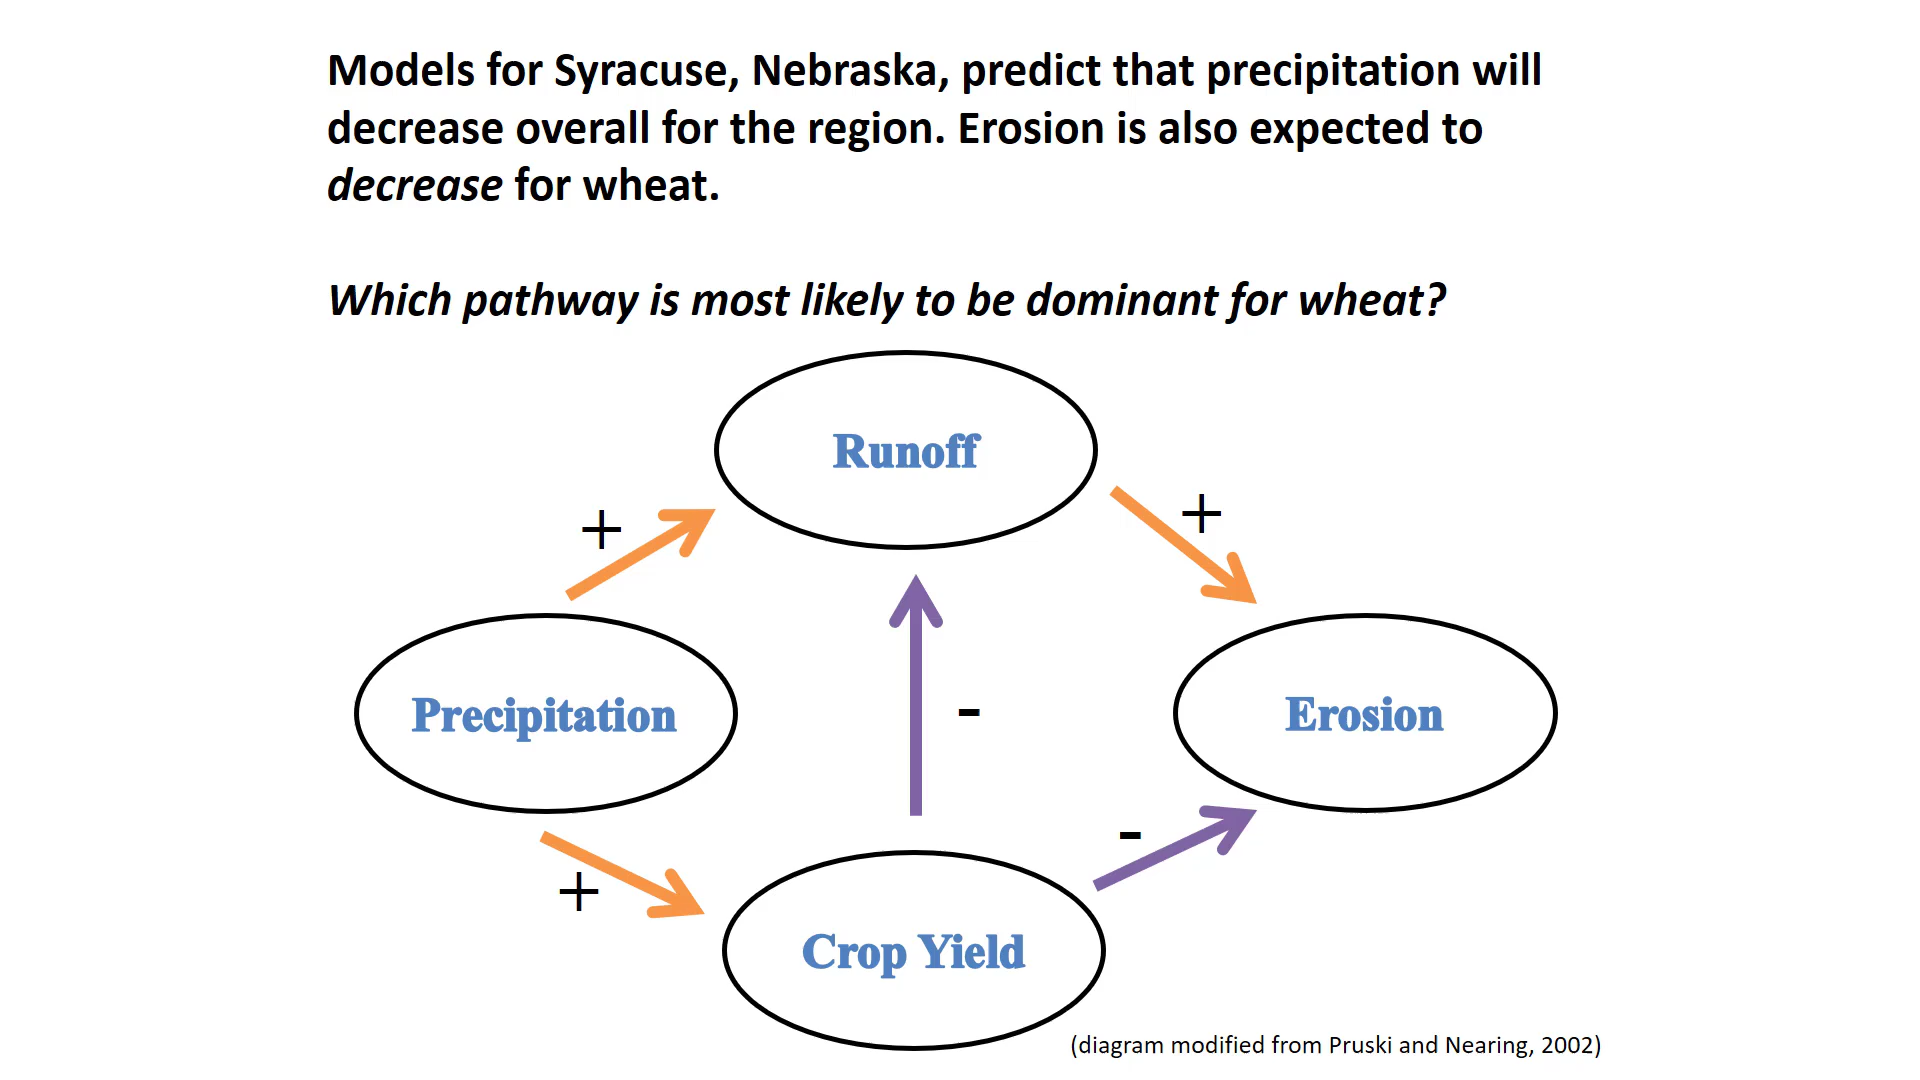 Models for Syracuse, Nebraska, predict that precipitation will
decrease overall for the region. Erosion is also expected to
decrease for wheat.
Which pathway is most likely to be dominant for wheat?
Runoff
+
+
Precipitation
-
Erosion
-
+
Crop Yield
(diagram modified from Pruski and Nearing, 2002)